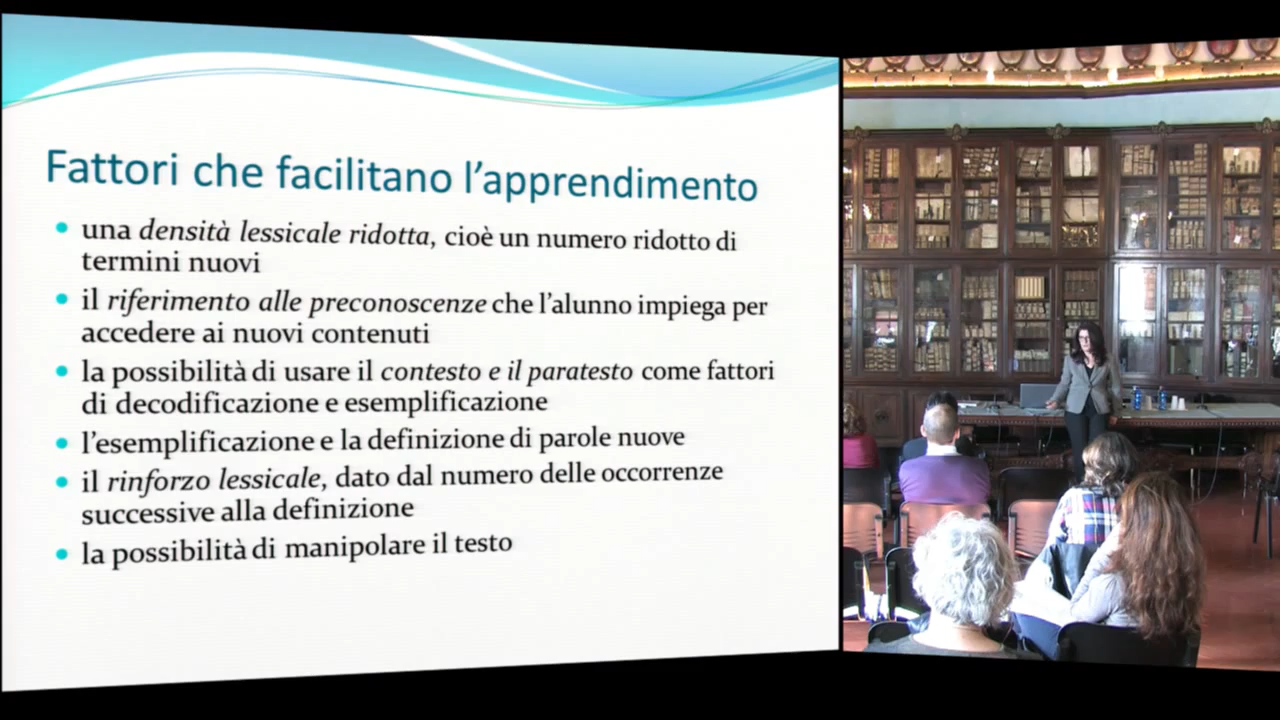 Fattori che facilitano l'apprendimento
una densità lessicale ridotta, cioè un numero ridotto di
termini nuovi
il riferimento alle preconoscenze che l'alunno impiega per
accedere ai nuovi contenuti
la possibilità di usare il contesto e il paratesto come fattori
di decodificazione e esemplificazione
l'esemplificazione e la definizione di parole nuove
il rinforzo lessicale, dato dal numero delle occorrenze
successive alla definizione
la possibilità di manipolare il testo